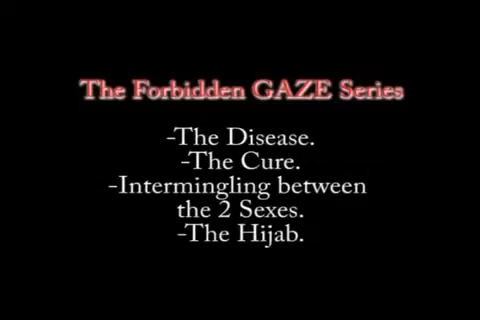 The Forbidden GAZE Series
-The Disease.
-The Cure.
-Intermingling between
the 2 Sexes.
-The Hijab.